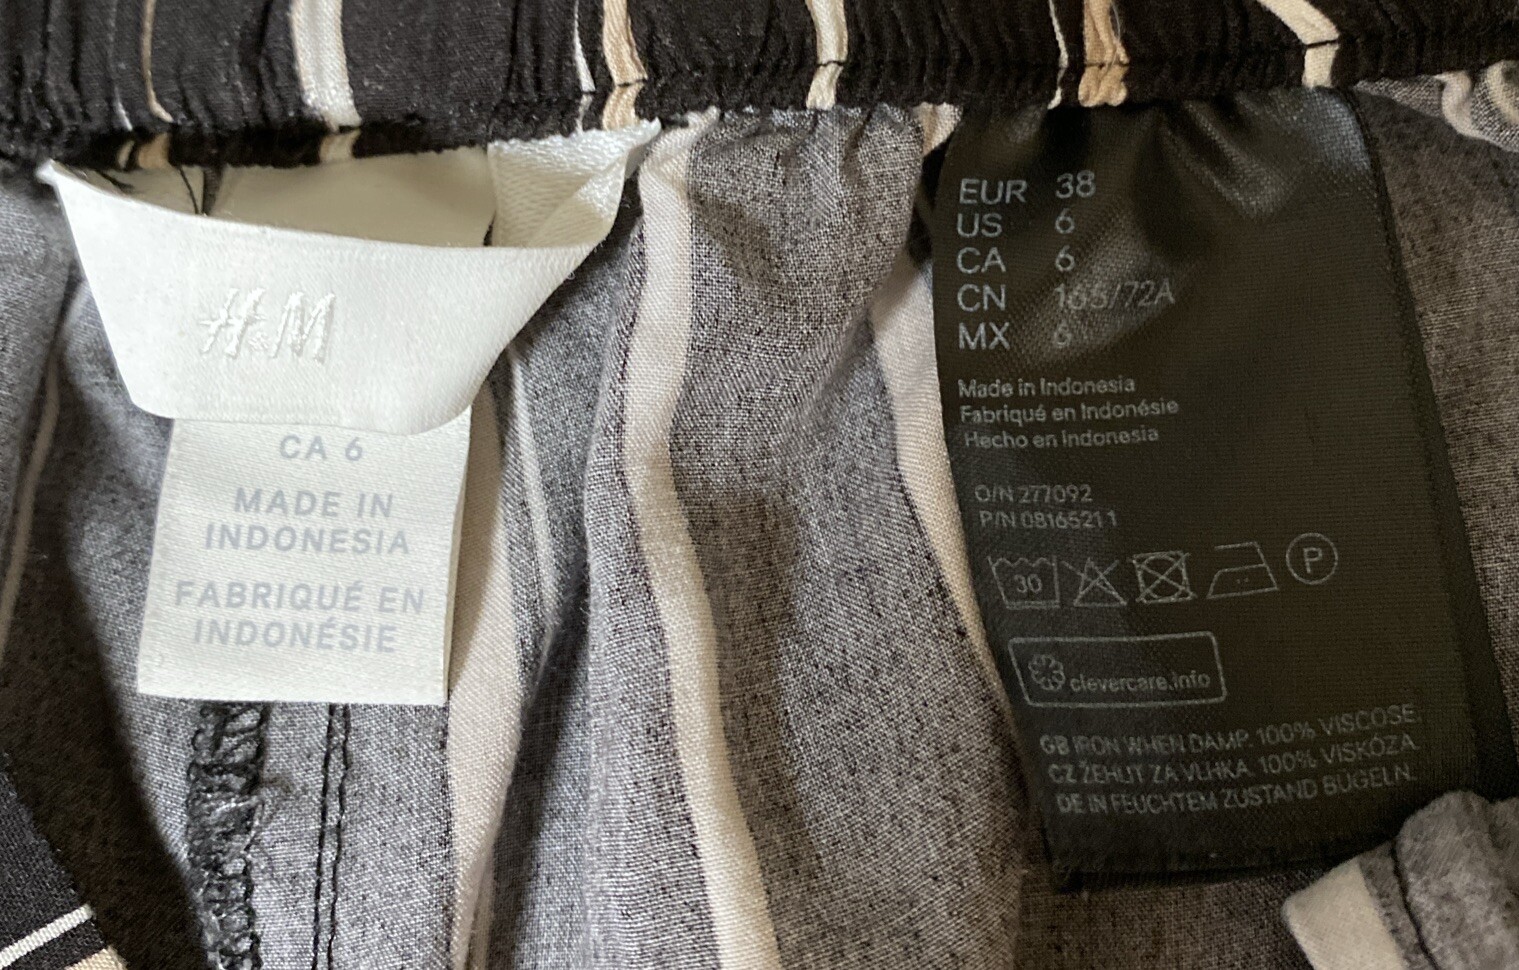 H&M
CA 6
MADE IN
INDONESIA
FABRIQUÉ EN
INDONÉSIE
EUR 38
US 6
CA 6
CN 165/72A
MX 6
Made in Indonesia
Fabriqué en Indonésie
Hecho en Indonesia
O/N 277092
P/N 08165211
30
P
clevercare.info
GB IRON WHEN DAMP. 100% VISCOSE.
CZ ŽEHLIT ZA VLHKA. 100% VISKÓZA.
DE IN FEUCHTEM ZUSTAND BÜGELN.